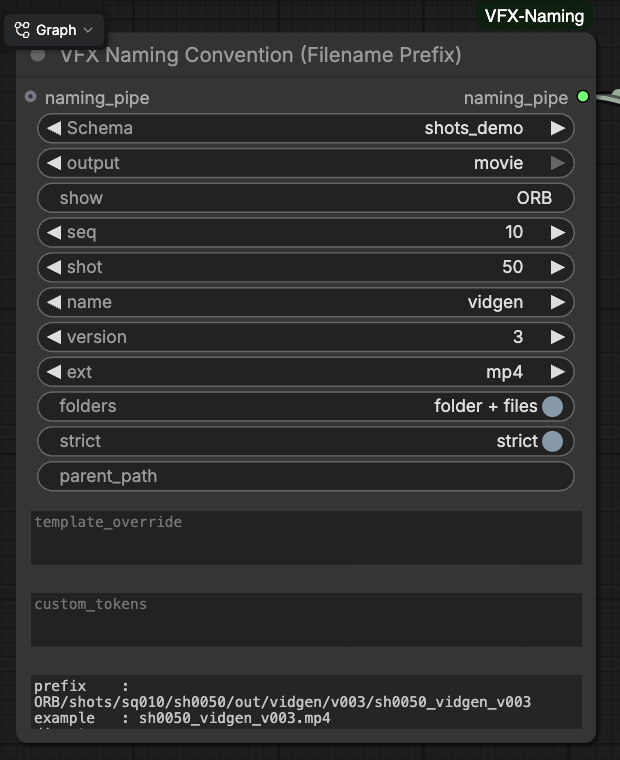 VFX-Naming
Graph
VFX Naming Convention (Filename Prefix)
naming_pipe naming_pipe
Schema shots_demo
output movie
show ORB
seq 10
shot 50
name vidgen
version 3
ext mp4
folders folder + files
strict strict
parent_path
template_override
custom_tokens
prefix :
ORB/shots/sq010/sh0050/out/vidgen/v003/sh0050_vidgen_v003
example : sh0050_vidgen_v003.mp4